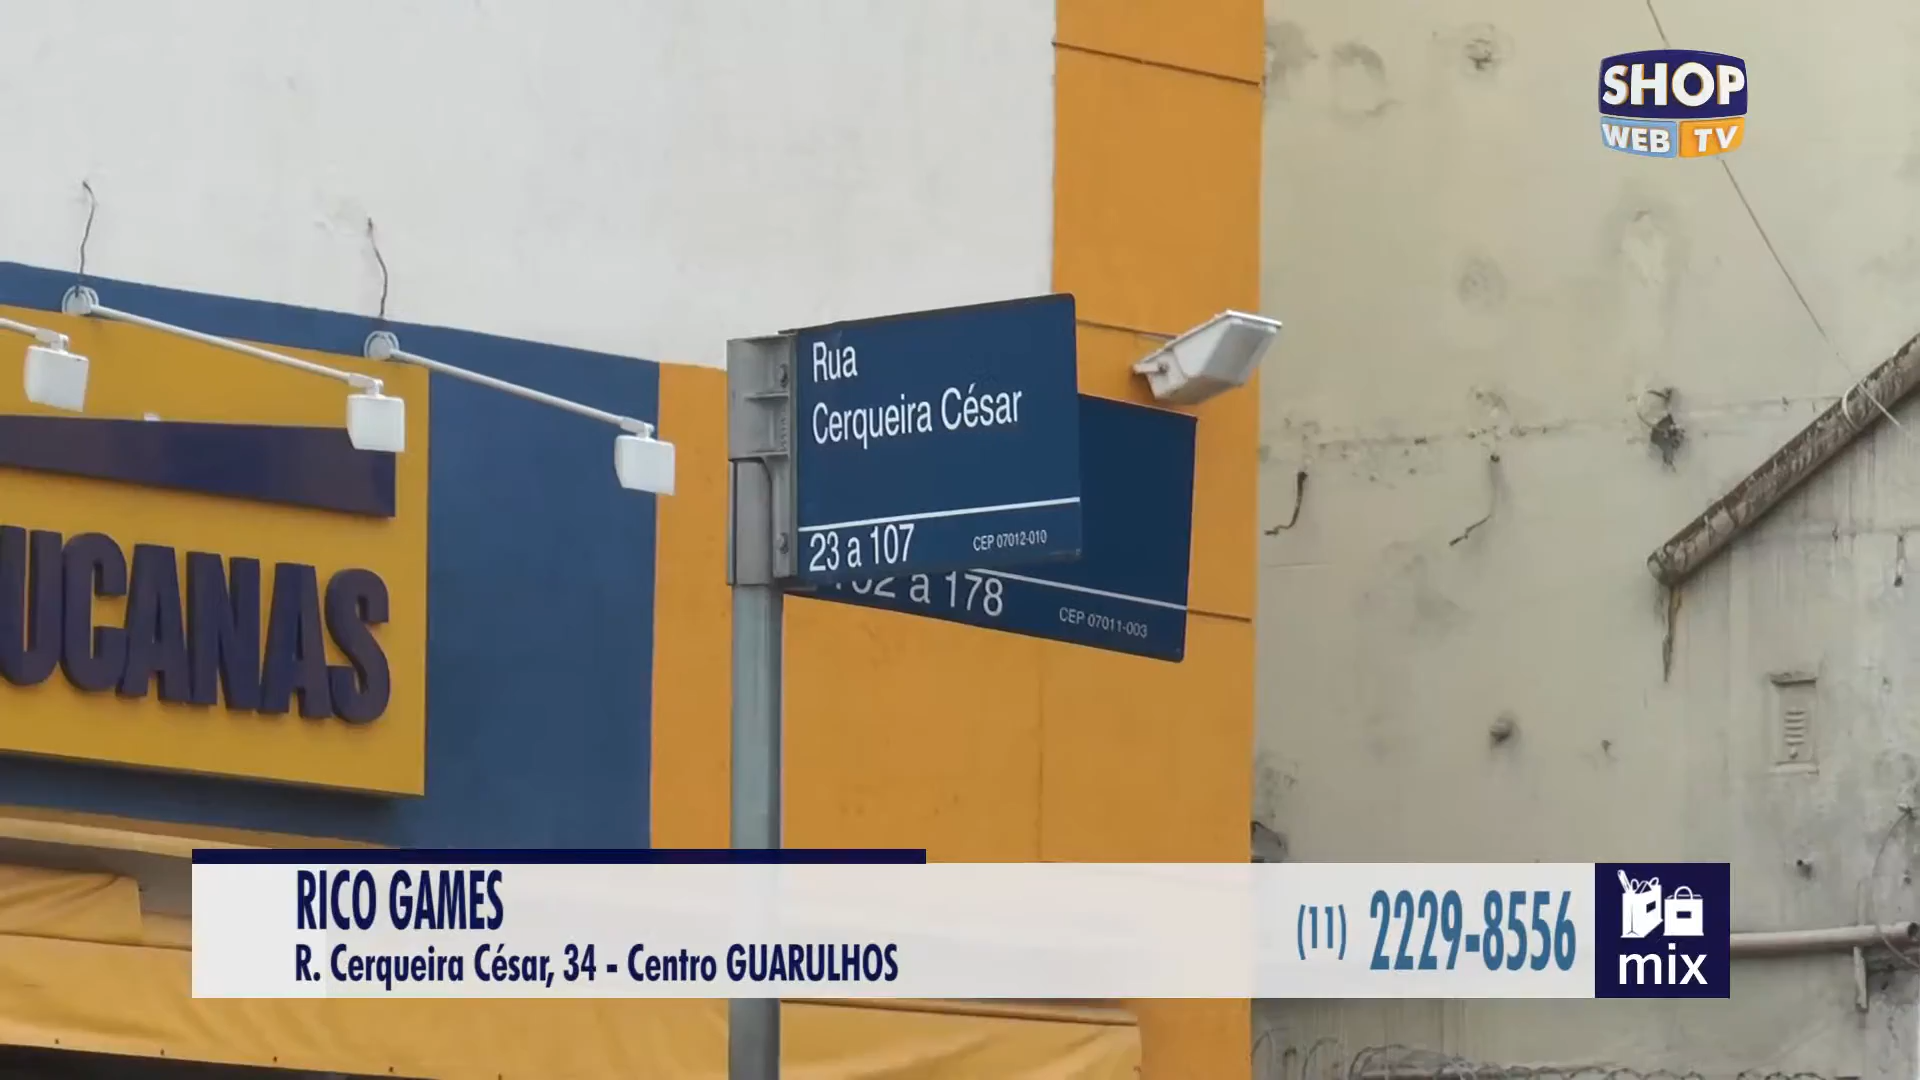 SHOP
WEB TV
Rua
Cerqueira César
23 a 107
CEP 07012-010
a 178
CEP 07011-003
UCANAS
RICO GAMES
R. Cerqueira César, 34 - Centro GUARULHOS
(11) 2229-8556
mix